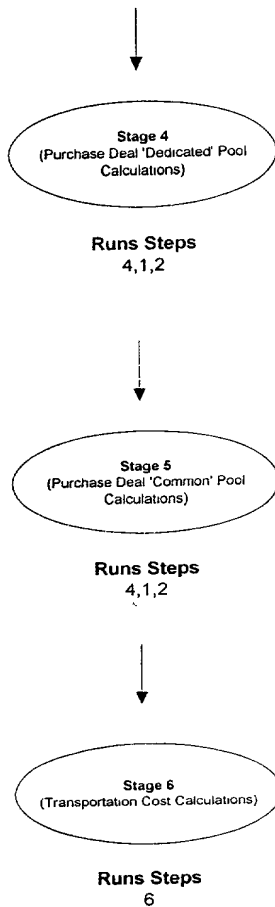 Stage 4
(Purchase Deal 'Dedicated' Pool
Calculations)
Runs Steps
4,1,2
Stage 5
(Purchase Deal 'Common' Pool
Calculations)
Runs Steps
4,1,2
Stage 6
(Transportation Cost Calculations)
Runs Steps
6